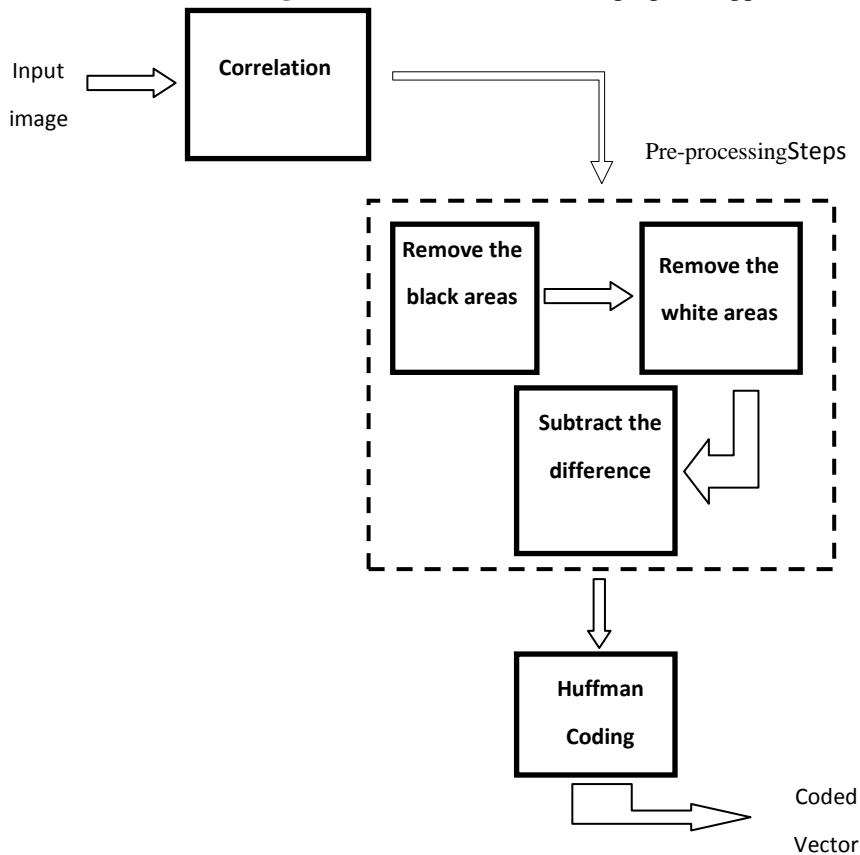 Input
image
Correlation
Pre-processingSteps
Remove the
black areas
Remove the
white areas
Subtract the
difference
Huffman
Coding
Coded
Vector